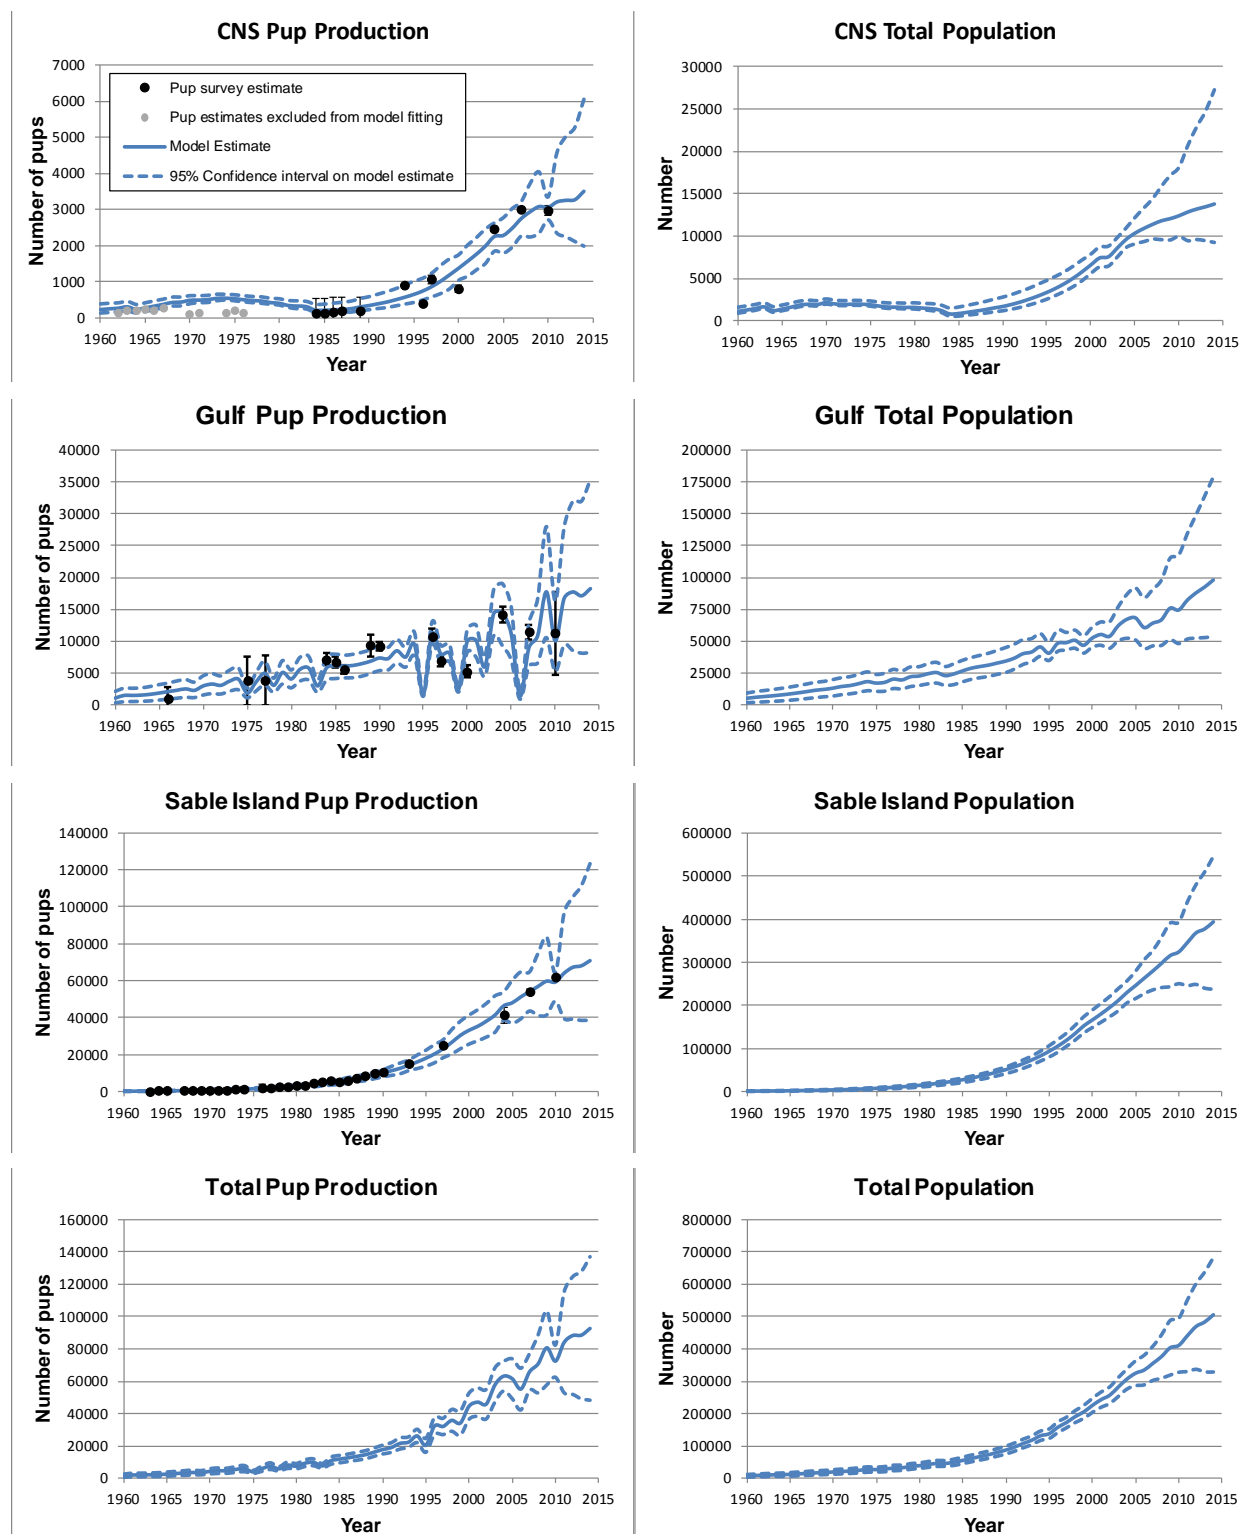 CNS Pup Production
7000
6000
5000
4000
3000
2000
1000
0
Number of pups
Pup survey estimate
Pup estimates excluded from model fitting
Model Estimate
95% Confidence interval on model estimate
1960 1965 1970 1975 1980 1985 1990 1995 2000 2005 2010 2015
Year
CNS Total Population
30000
25000
20000
15000
10000
5000
0
Number
1960 1965 1970 1975 1980 1985 1990 1995 2000 2005 2010 2015
Year
Gulf Pup Production
40000
35000
30000
25000
20000
15000
10000
5000
0
Number of pups
1960 1965 1970 1975 1980 1985 1990 1995 2000 2005 2010 2015
Year
Gulf Total Population
200000
175000
150000
125000
100000
75000
50000
25000
0
Number
1960 1965 1970 1975 1980 1985 1990 1995 2000 2005 2010 2015
Year
Sable Island Pup Production
140000
120000
100000
80000
60000
40000
20000
0
Number of pups
1960 1965 1970 1975 1980 1985 1990 1995 2000 2005 2010 2015
Year
Sable Island Population
600000
500000
400000
300000
200000
100000
0
Number
1960 1965 1970 1975 1980 1985 1990 1995 2000 2005 2010 2015
Year
Total Pup Production
160000
140000
120000
100000
80000
60000
40000
20000
0
Number of pups
1960 1965 1970 1975 1980 1985 1990 1995 2000 2005 2010 2015
Year
Total Population
800000
700000
600000
500000
400000
300000
200000
100000
0
Number
1960 1965 1970 1975 1980 1985 1990 1995 2000 2005 2010 2015
Year